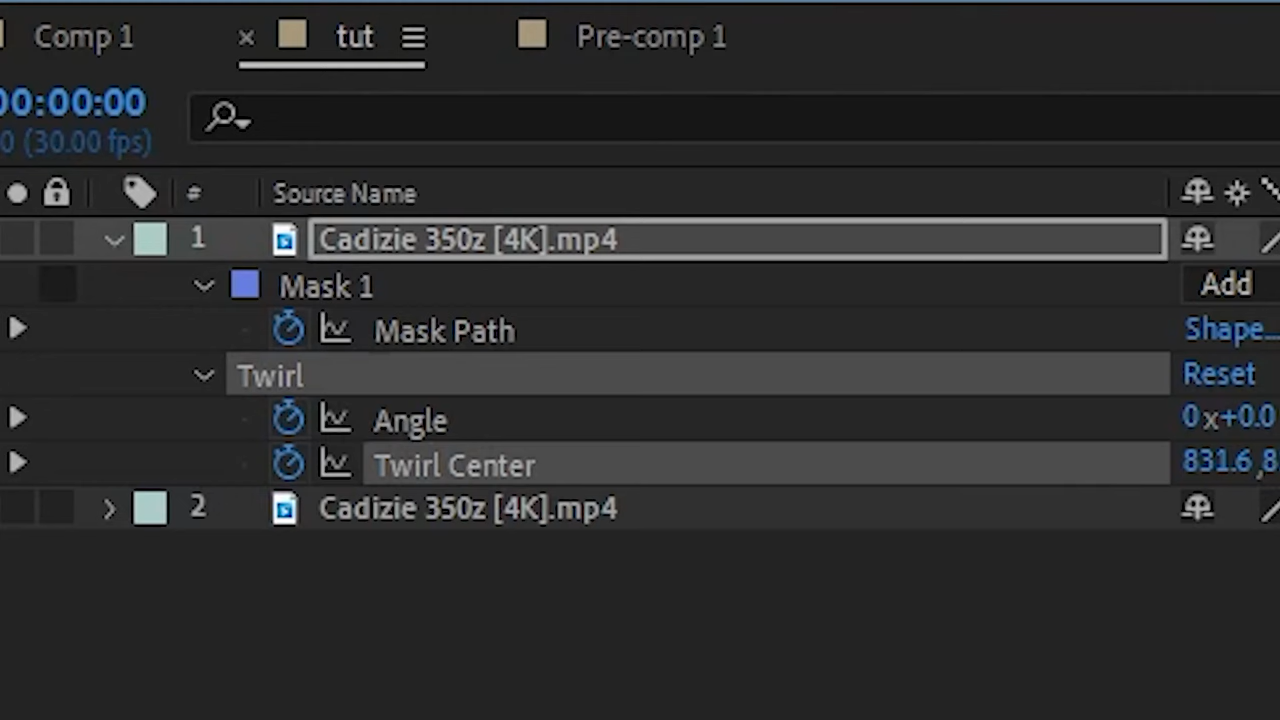 Comp 1 × tut Pre-comp 1
00:00:00
0 (30.00 fps)
# Source Name
1 Cadizie 350z [4K].mp4
Mask 1 Add
Mask Path Shape...
Twirl Reset
Angle 0x+0.0
Twirl Center 831.6,8
2 Cadizie 350z [4K].mp4